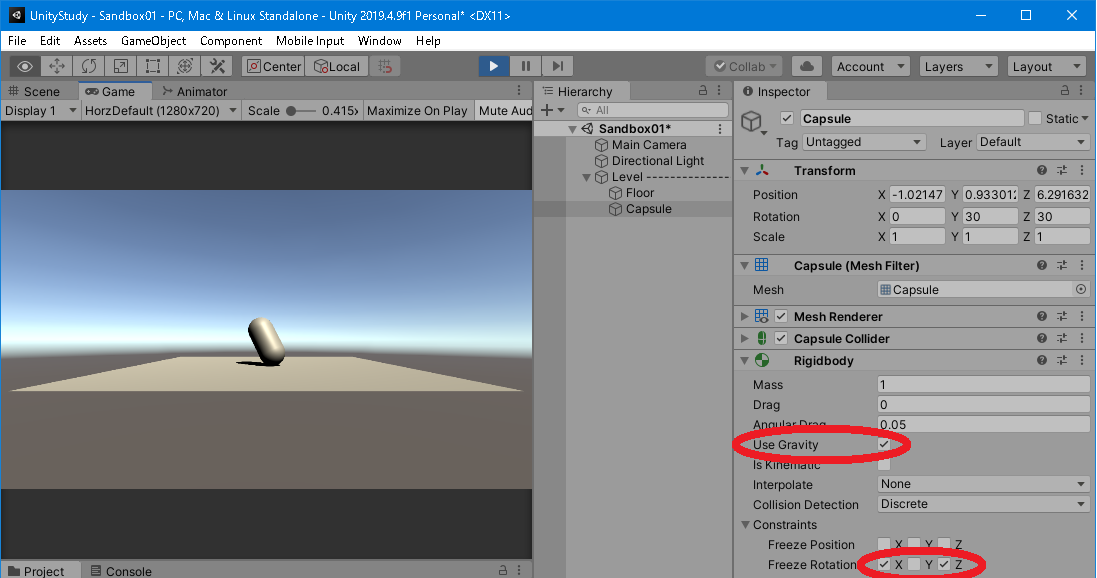 UnityStudy - Sandbox01 - PC, Mac & Linux Standalone - Unity 2019.4.9f1 Personal* <DX11>
File Edit Assets GameObject Component Mobile Input Window Help
Center Local Collab Account Layers Layout
Scene Game Animator
Display 1 HorzDefault (1280x720) Scale 0.415x Maximize On Play Mute Aud
Hierarchy
All
Sandbox01*
Main Camera
Directional Light
Level --------------
Floor
Capsule
Inspector
Capsule Static
Tag Untagged Layer Default
Transform
Position X -1.02147 Y 0.933012 Z 6.291632
Rotation X 0 Y 30 Z 30
Scale X 1 Y 1 Z 1
Capsule (Mesh Filter)
Mesh Capsule
Mesh Renderer
Capsule Collider
Rigidbody
Mass 1
Drag 0
Angular Drag 0.05
Use Gravity
Is Kinematic
Interpolate None
Collision Detection Discrete
Constraints
Freeze Position X Y Z
Freeze Rotation X Y Z
Project Console